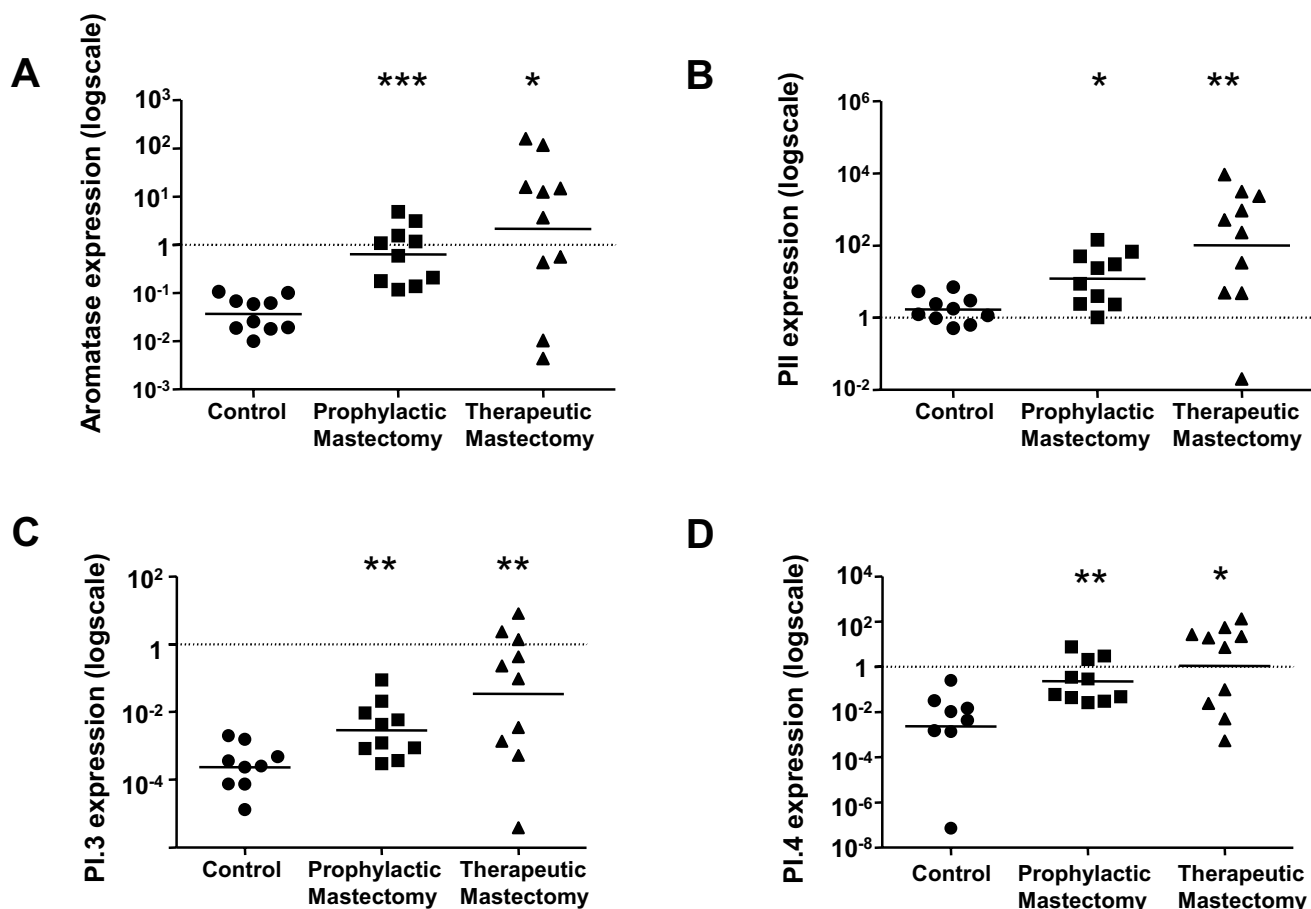 A
Aromatase expression (logscale)
*** *
10³
10²
10¹
1
10⁻¹
10⁻²
10⁻³
Control
Prophylactic
Mastectomy
Therapeutic
Mastectomy
B
PII expression (logscale)
* **
10⁶
10⁴
10²
1
10⁻²
Control
Prophylactic
Mastectomy
Therapeutic
Mastectomy
C
PI.3 expression (logscale)
** **
10²
1
10⁻²
10⁻⁴
Control
Prophylactic
Mastectomy
Therapeutic
Mastectomy
D
PI.4 expression (logscale)
** *
10⁴
10²
1
10⁻²
10⁻⁴
10⁻⁶
10⁻⁸
Control
Prophylactic
Mastectomy
Therapeutic
Mastectomy